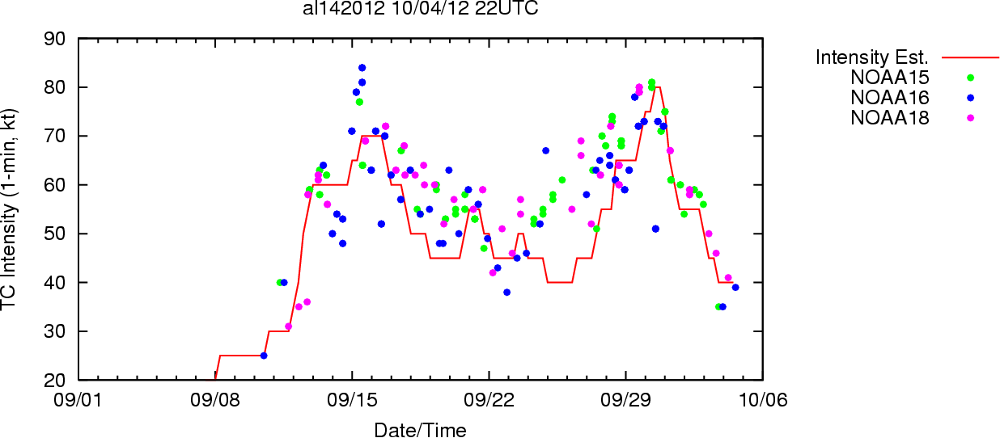 al142012 10/04/12 22UTC
90
80
70
60
50
40
30
20
TC Intensity (1-min, kt)
09/01 09/08 09/15 09/22 09/29 10/06
Date/Time
Intensity Est.
NOAA15
NOAA16
NOAA18